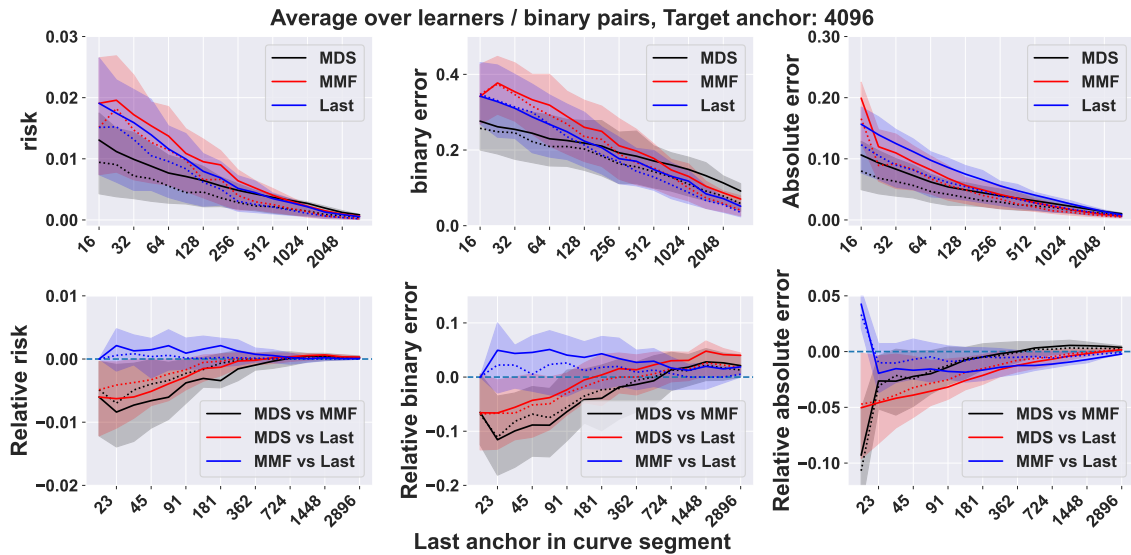 Average over learners / binary pairs, Target anchor: 4096
risk
0.03
0.02
0.01
0.00
16 32 64 128 256 512 1024 2048
MDS
MMF
Last
binary error
0.4
0.2
0.0
16 32 64 128 256 512 1024 2048
MDS
MMF
Last
Absolute error
0.30
0.20
0.10
0.00
16 32 64 128 256 512 1024 2048
MDS
MMF
Last
Relative risk
0.01
0.00
−0.01
−0.02
23 45 91 181 362 724 1448 2896
MDS vs MMF
MDS vs Last
MMF vs Last
Relative binary error
0.1
0.0
−0.1
−0.2
23 45 91 181 362 724 1448 2896
MDS vs MMF
MDS vs Last
MMF vs Last
Relative absolute error
0.05
0.00
−0.05
−0.10
23 45 91 181 362 724 1448 2896
MDS vs MMF
MDS vs Last
MMF vs Last
Last anchor in curve segment